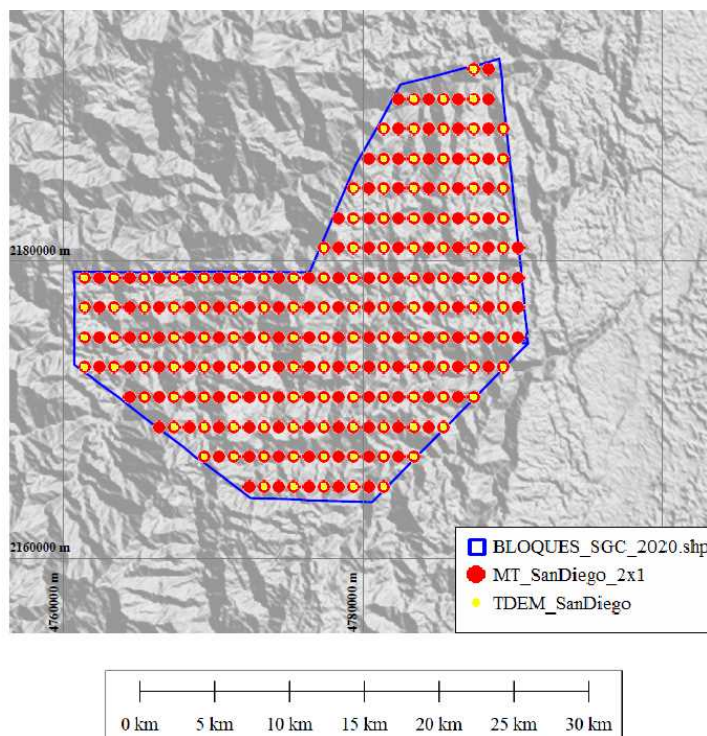 2180000 m
2160000 m
4760000 m
4780000 m
BLOQUES_SGC_2020.shp
MT_SanDiego_2x1
TDEM_SanDiego
0 km 5 km 10 km 15 km 20 km 25 km 30 km